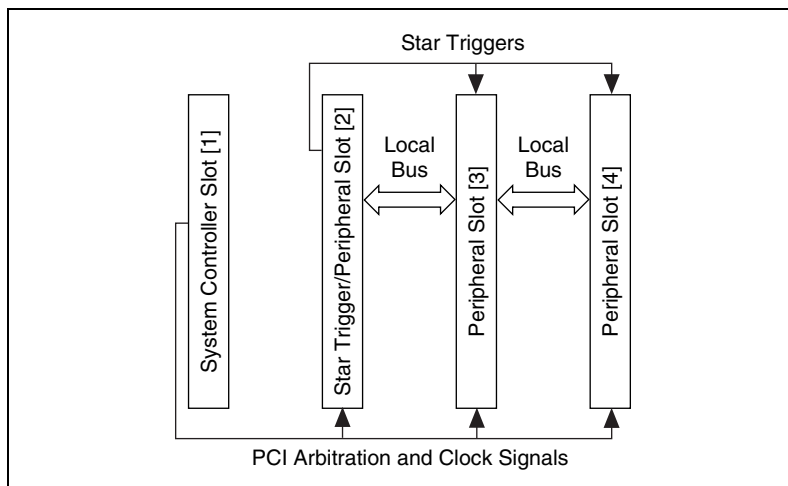 Star Triggers
System Controller Slot [1]
Star Trigger/Peripheral Slot [2]
Local
Bus
Peripheral Slot [3]
Local
Bus
Peripheral Slot [4]
PCI Arbitration and Clock Signals